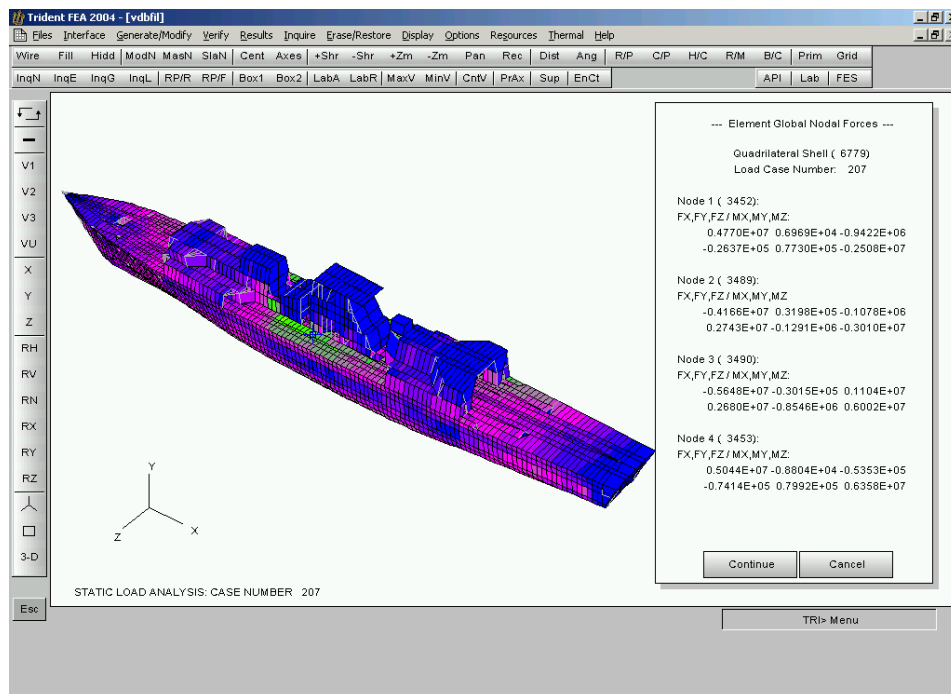 Trident FEA 2004 - [vdbfil]
Files Interface Generate/Modify Verify Results Inquire Erase/Restore Display Options Resources Thermal Help
Wire Fill Hidd ModN MasN SlaN Cent Axes +Shr -Shr +Zm -Zm Pan Rec Dist Ang R/P C/P H/C R/M B/C Prim Grid
InqN InqE InqG InqL RP/R RP/F Box1 Box2 LabA LabR MaxV MinV CntV PrAx Sup EnCt API Lab FES
V1
V2
V3
VU
X
Y
Z
RH
RV
RN
RX
RY
RZ
3-D
Esc
Y
X
Z
STATIC LOAD ANALYSIS: CASE NUMBER 207
--- Element Global Nodal Forces ---
Quadrilateral Shell ( 6779)
Load Case Number: 207
Node 1 ( 3452):
FX,FY,FZ / MX,MY,MZ:
0.4770E+07 0.6969E+04 -0.9422E+06
-0.2637E+05 0.7730E+05 -0.2508E+07
Node 2 ( 3489):
FX,FY,FZ / MX,MY,MZ
-0.4166E+07 0.3198E+05 -0.1078E+06
0.2743E+07 -0.1291E+06 -0.3010E+07
Node 3 ( 3490):
FX,FY,FZ / MX,MY,MZ:
-0.5648E+07 -0.3015E+05 0.1104E+07
0.2680E+07 -0.8546E+06 0.6002E+07
Node 4 ( 3453):
FX,FY,FZ / MX,MY,MZ:
0.5044E+07 -0.8804E+04 -0.5353E+05
-0.7414E+05 0.7992E+05 0.6358E+07
Continue Cancel
TRI> Menu